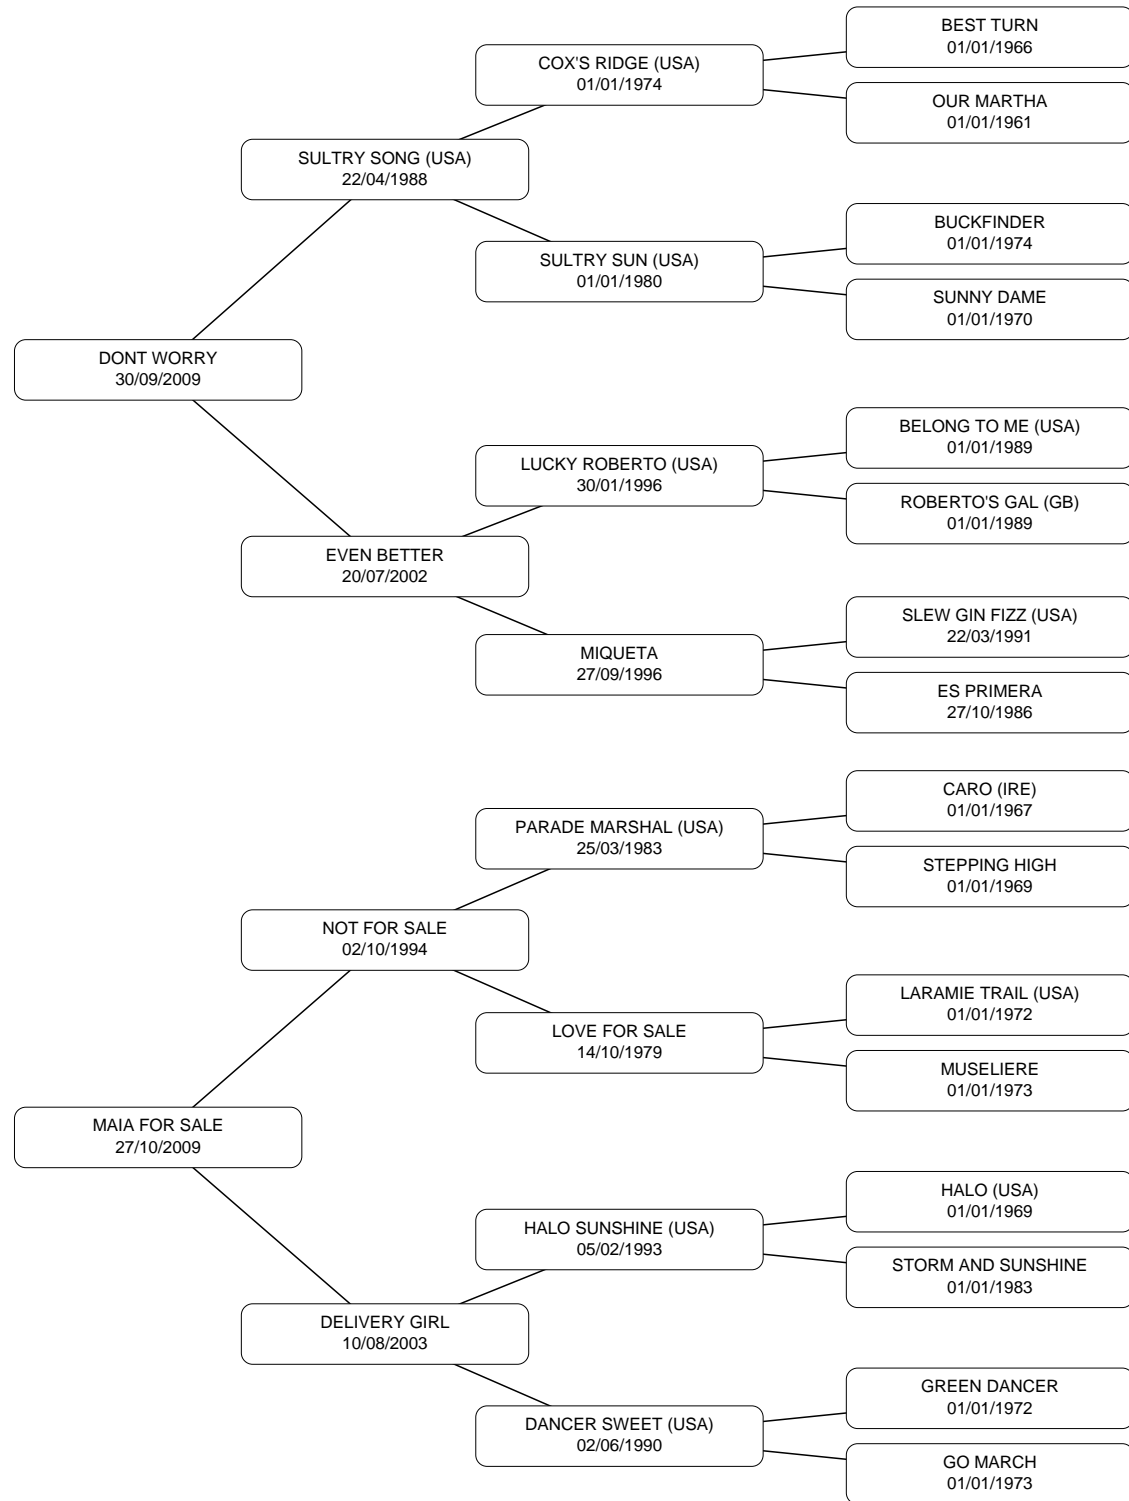 BEST TURN
01/01/1966
COX'S RIDGE (USA)
01/01/1974
OUR MARTHA
01/01/1961
SULTRY SONG (USA)
22/04/1988
BUCKFINDER
01/01/1974
SULTRY SUN (USA)
01/01/1980
SUNNY DAME
01/01/1970
DONT WORRY
30/09/2009
BELONG TO ME (USA)
01/01/1989
LUCKY ROBERTO (USA)
30/01/1996
ROBERTO'S GAL (GB)
01/01/1989
EVEN BETTER
20/07/2002
SLEW GIN FIZZ (USA)
22/03/1991
MIQUETA
27/09/1996
ES PRIMERA
27/10/1986
CARO (IRE)
01/01/1967
PARADE MARSHAL (USA)
25/03/1983
STEPPING HIGH
01/01/1969
NOT FOR SALE
02/10/1994
LARAMIE TRAIL (USA)
01/01/1972
LOVE FOR SALE
14/10/1979
MUSELIERE
01/01/1973
MAIA FOR SALE
27/10/2009
HALO (USA)
01/01/1969
HALO SUNSHINE (USA)
05/02/1993
STORM AND SUNSHINE
01/01/1983
DELIVERY GIRL
10/08/2003
GREEN DANCER
01/01/1972
DANCER SWEET (USA)
02/06/1990
GO MARCH
01/01/1973